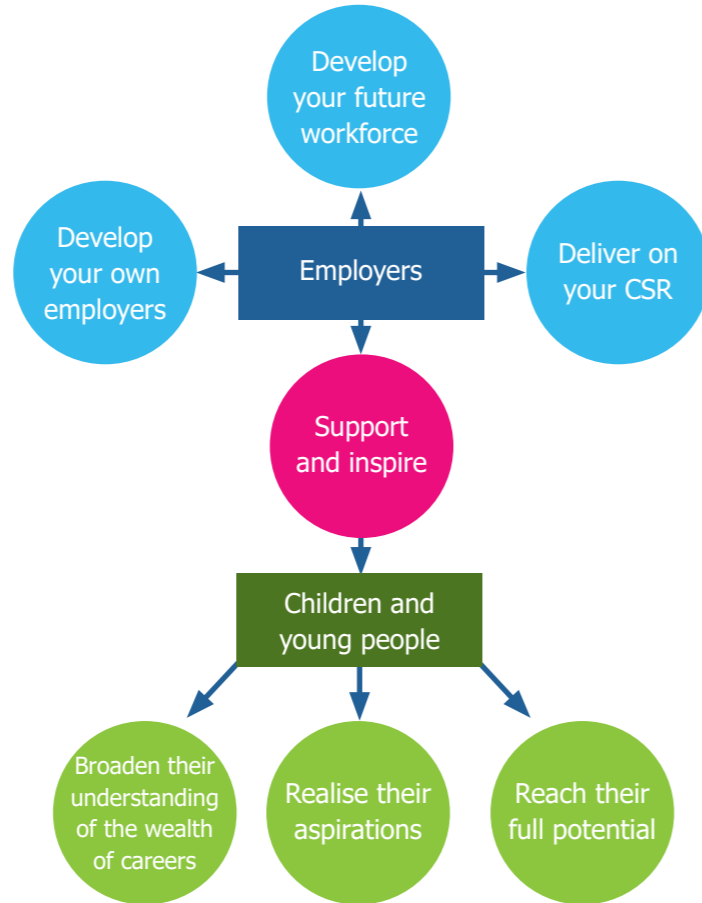 Develop
your future
workforce
Develop
your own
employers
Employers
Deliver on
your CSR
Support
and inspire
Children and
young people
Broaden their
understanding
of the wealth
of careers
Realise their
aspirations
Reach their
full potential